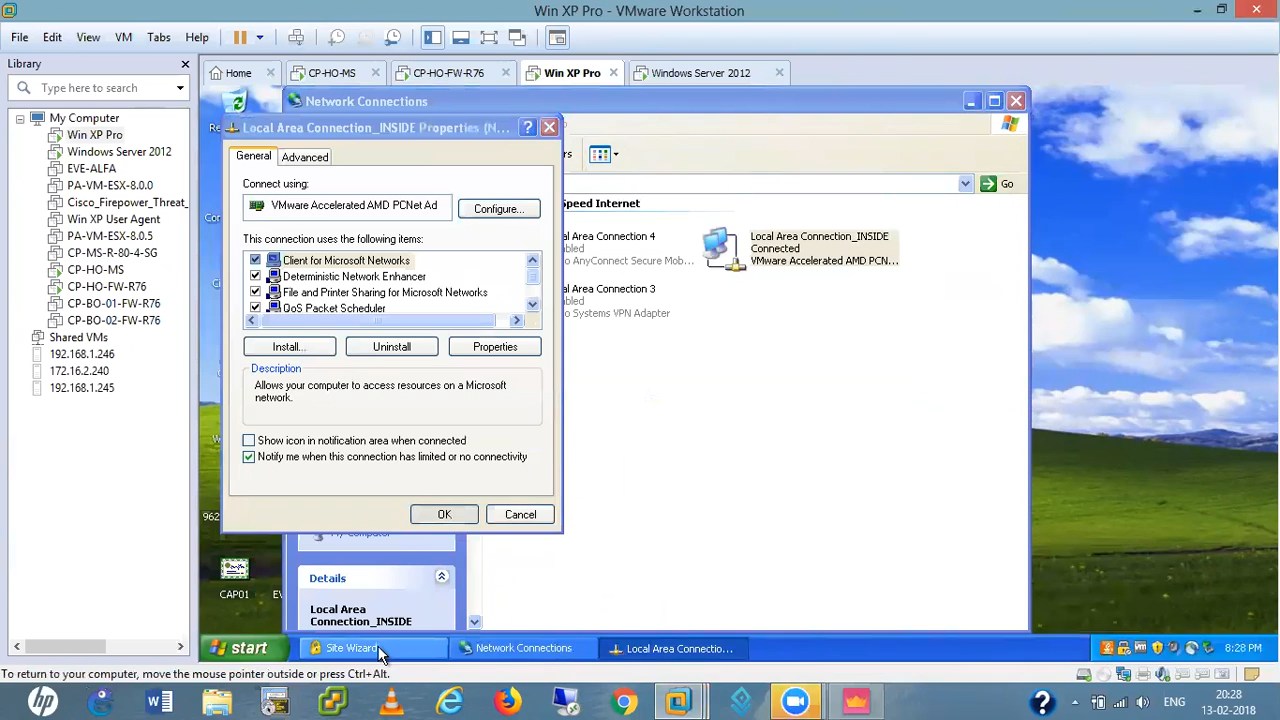 Win XP Pro - VMware Workstation
File Edit View VM Tabs Help
Library
Type here to search
My Computer
Win XP Pro
Windows Server 2012
EVE-ALFA
PA-VM-ESX-8.0.0
Cisco_Firepower_Threat_
Win XP User Agent
PA-VM-ESX-8.0.5
CP-MS-R-80-4-SG
CP-HO-MS
CP-HO-FW-R76
CP-BO-01-FW-R76
CP-BO-02-FW-R76
Shared VMs
192.168.1.246
172.16.2.240
192.168.1.245
Home CP-HO-MS CP-HO-FW-R76 Win XP Pro Windows Server 2012
Network Connections
Local Area Connection_INSIDE Properties (N...
General Advanced
Connect using:
VMware Accelerated AMD PCNet Ad
Configure...
This connection uses the following items:
Client for Microsoft Networks
Deterministic Network Enhancer
File and Printer Sharing for Microsoft Networks
QoS Packet Scheduler
Install... Uninstall Properties
Description
Allows your computer to access resources on a Microsoft
network.
Show icon in notification area when connected
Notify me when this connection has limited or no connectivity
OK Cancel
Go
Speed Internet
al Area Connection 4
abled
o AnyConnect Secure Mob...
al Area Connection 3
abled
o Systems VPN Adapter
Local Area Connection_INSIDE
Connected
VMware Accelerated AMD PCN...
My Computer
Details
Local Area
Connection_INSIDE
962
CAP01
start Site Wizard Network Connections Local Area Connectio... 8:28 PM
To return to your computer, move the mouse pointer outside or press Ctrl+Alt.
ENG
20:28
13-02-2018